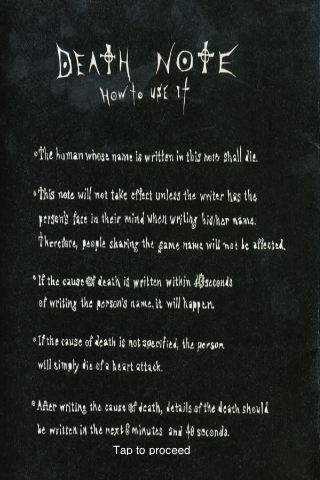 DEATH NOTE
How to use It
The human whose name is written in this note shall die.
This note will not take effect unless the writer has the
person's face in their mind when writing his/her name.
Therefore, people sharing the same name will not be affected.
If the cause of death is written within 40 seconds
of writing the person's name, it will happen.
If the cause of death is not specified, the person
will simply die of a heart attack.
After writing the cause of death, details of the death should
be written in the next 6 minutes and 40 seconds.
Tap to proceed